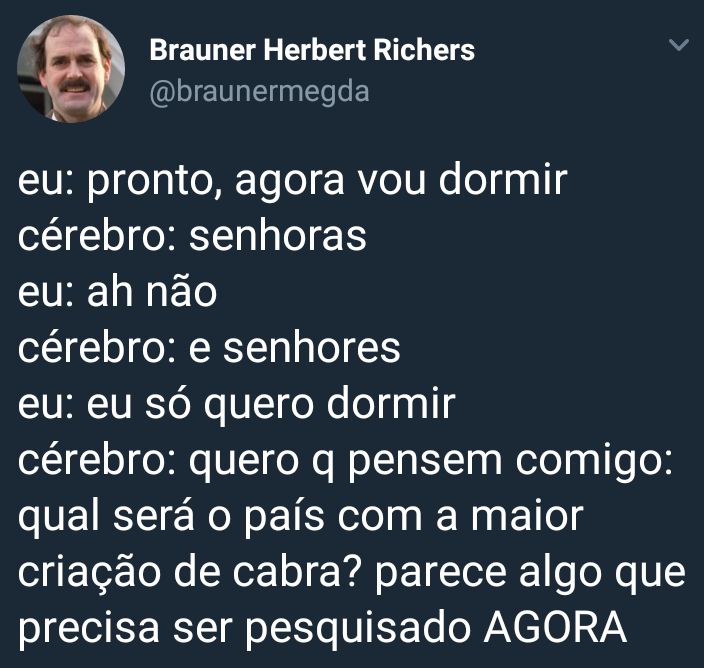 Brauner Herbert Richers
@braunermegda
eu: pronto, agora vou dormir
cérebro: senhoras
eu: ah não
cérebro: e senhores
eu: eu só quero dormir
cérebro: quero q pensem comigo:
qual será o país com a maior
criação de cabra? parece algo que
precisa ser pesquisado AGORA